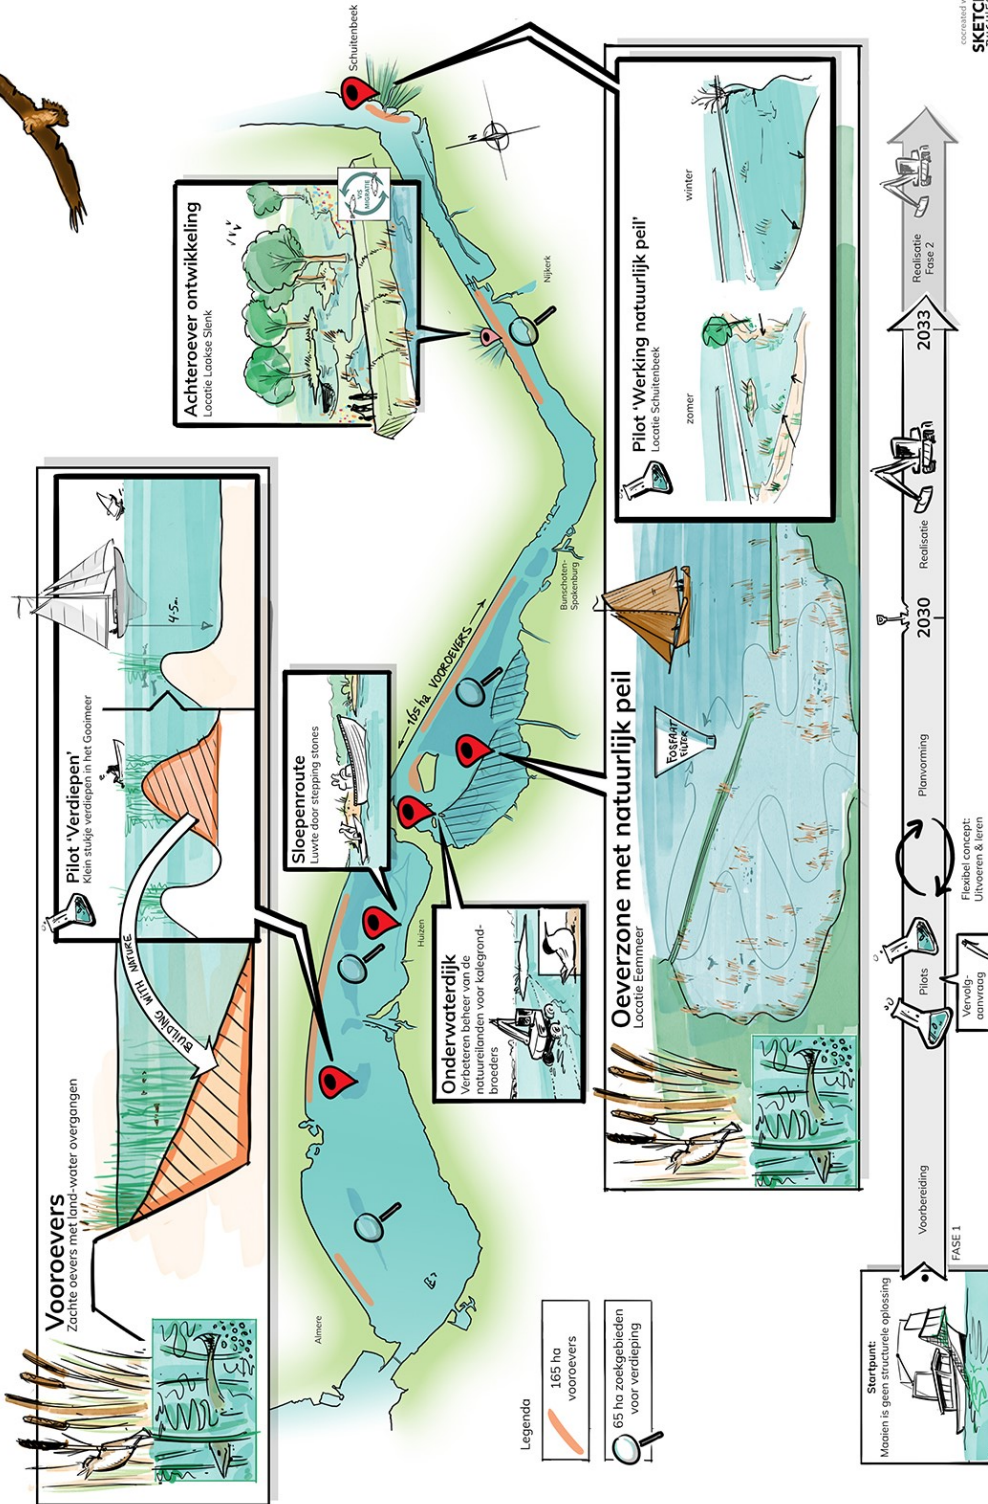 Vooroevers
Zachte oevers met land-water overgangen
BUILDING WITH NATURE
Pilot 'Verdiepen'
Klein stukje verdiepen in het Gooimeer
4-5m.
Achteroever ontwikkeling
Locatie Laakse Slenk
VIS
MIGRATIE
Schuitenbeek
N
Nijkerk
Sloepenroute
Luwte door stepping stones
165 ha VOOROEVERS
Bunschoten-
Spakenburg
Huizen
Almere
Onderwaterdijk
Verbeteren beheer van de
natuureilanden voor kalegrond-
broeders
Legenda
165 ha
vooroevers
65 ha zoekgebieden
voor verdieping
Oeverzone met natuurlijk peil
Locatie Eemmeer
FOSFAAT
FILTER
Pilot 'Werking natuurlijk peil'
Locatie Schuitenbeek
zomer
winter
Startpunt:
Maaien is geen structurele oplossing
FASE 1
Voorbereiding
Pilots
Vervolg-
aanvraag
Flexibel concept:
Uitvoeren & leren
Planvorming
2030
Realisatie
2033
Realisatie
Fase 2